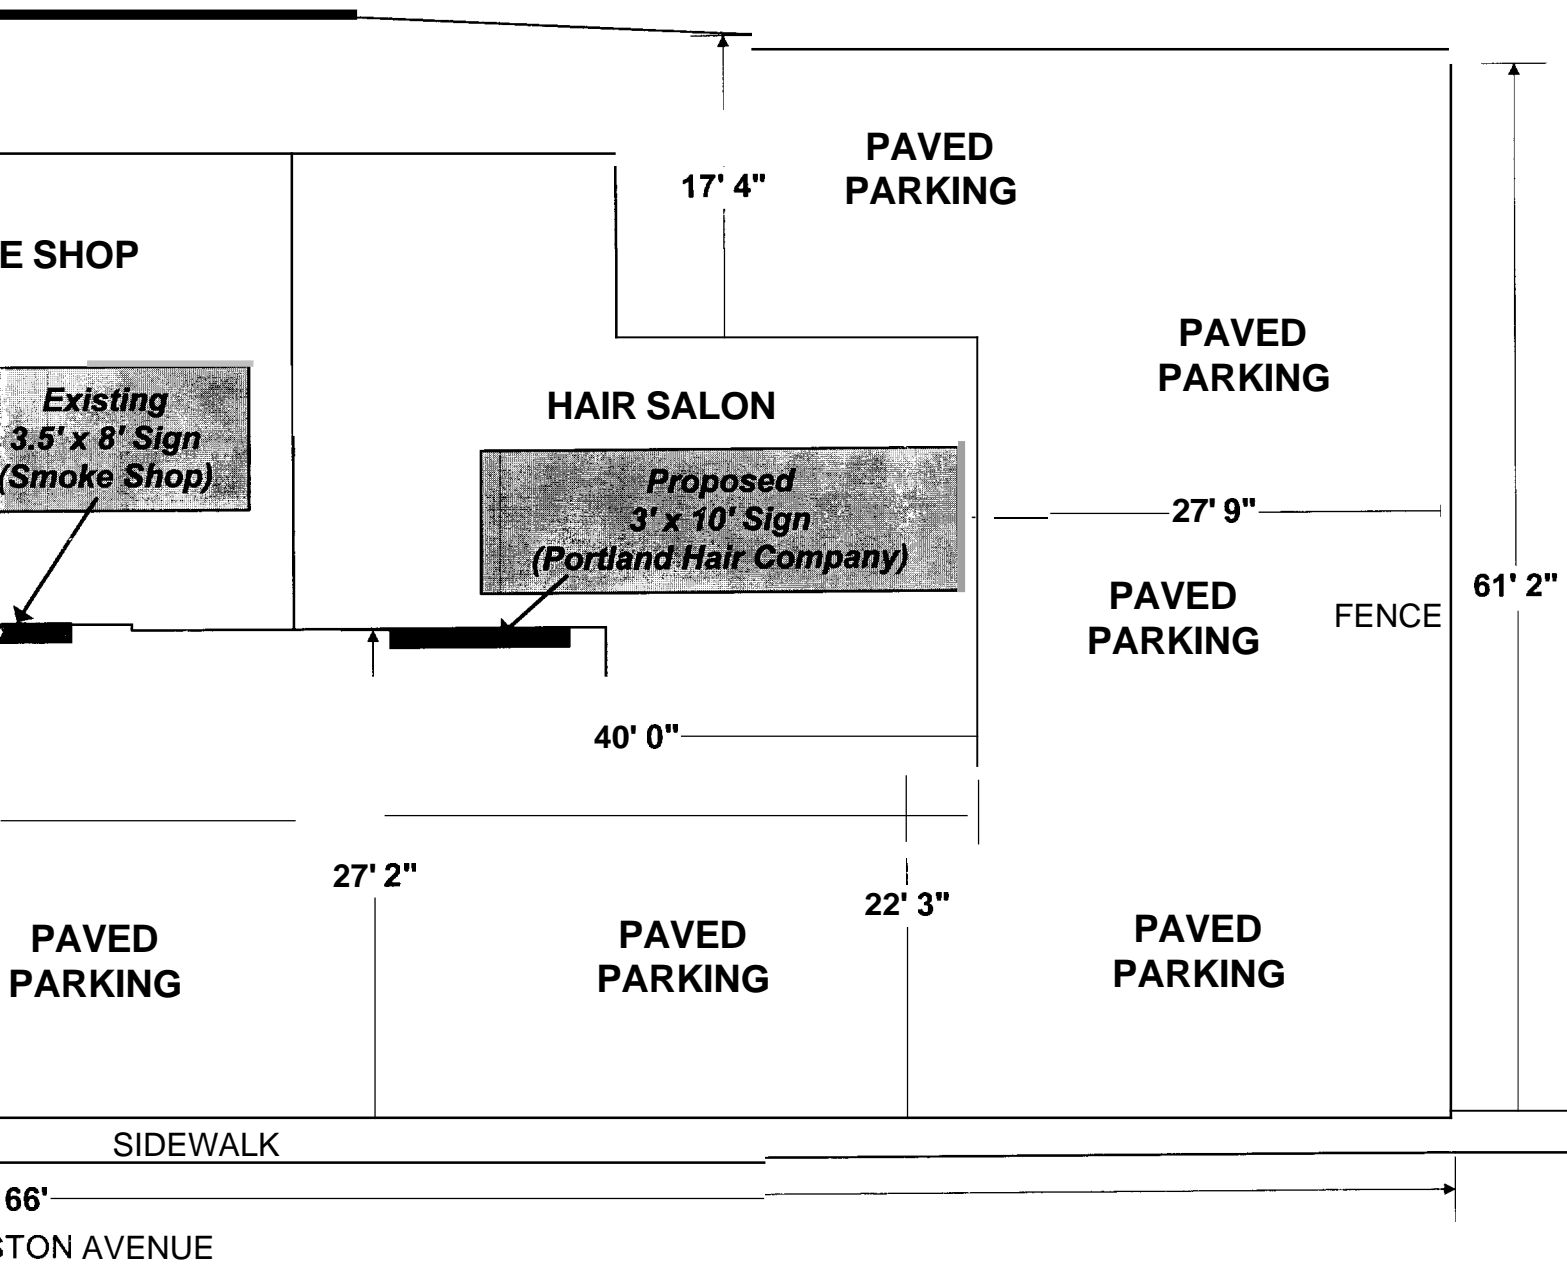 PAVED
PARKING
17' 4"
E SHOP
PAVED
PARKING
Existing
3.5' x 8' Sign
(Smoke Shop)
HAIR SALON
Proposed
3' x 10' Sign
(Portland Hair Company)
27' 9"
61' 2"
PAVED
PARKING
FENCE
40' 0"
27' 2"
22' 3"
PAVED
PARKING
PAVED
PARKING
PAVED
PARKING
SIDEWALK
66'
STON AVENUE